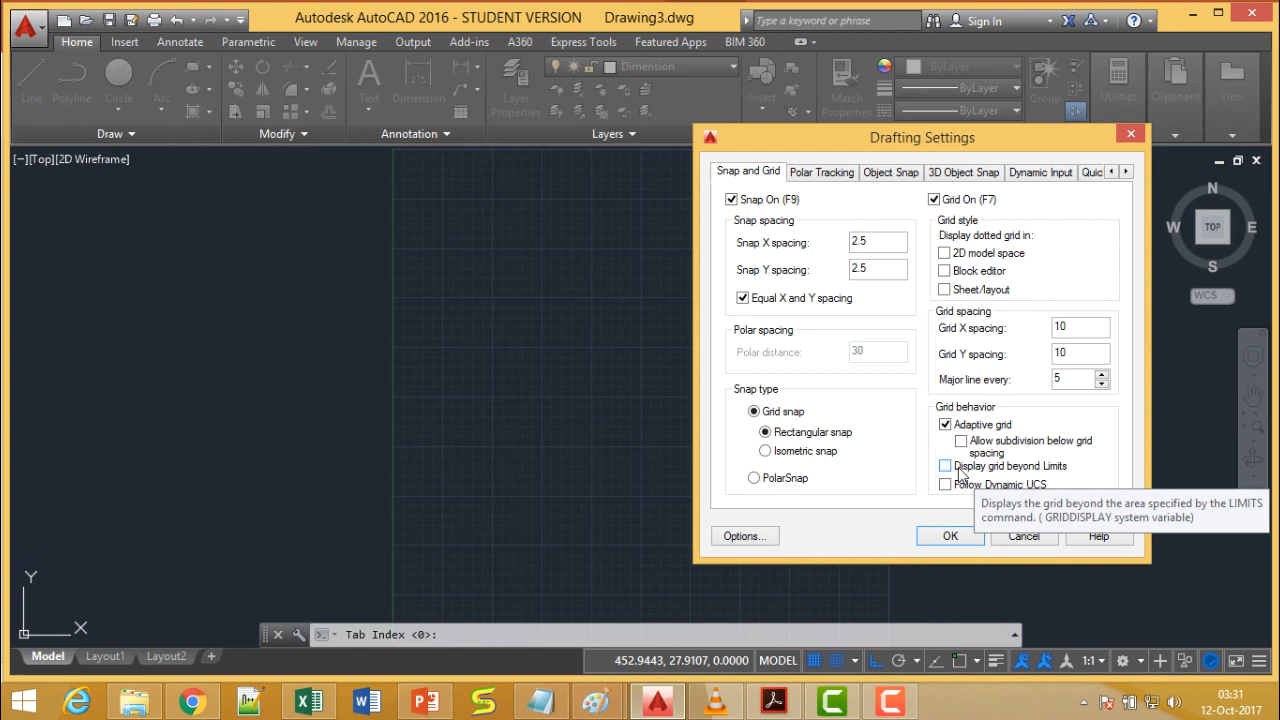 Autodesk AutoCAD 2016 - STUDENT VERSION Drawing3.dwg
Type a keyword or phrase
Sign In
Home Insert Annotate Parametric View Manage Output Add-ins A360 Express Tools Featured Apps BIM 360
Line Polyline Circle Arc
Text Dimension
Layer Properties
Dimension
Insert
Match Properties
ByLayer
ByLayer
ByLayer
Group
Utilities
Clipboard
View
Draw Modify Annotation Layers
[−][Top][2D Wireframe]
Drafting Settings
Snap and Grid Polar Tracking Object Snap 3D Object Snap Dynamic Input Quic
Snap On (F9)
Snap spacing
Snap X spacing: 2.5
Snap Y spacing: 2.5
Equal X and Y spacing
Polar spacing
Polar distance: 30
Snap type
Grid snap
Rectangular snap
Isometric snap
PolarSnap
Grid On (F7)
Grid style
Display dotted grid in:
2D model space
Block editor
Sheet/layout
Grid spacing
Grid X spacing: 10
Grid Y spacing: 10
Major line every: 5
Grid behavior
Adaptive grid
Allow subdivision below grid
spacing
Display grid beyond Limits
Follow Dynamic UCS
Displays the grid beyond the area specified by the LIMITS
command. ( GRIDDISPLAY system variable)
Options... OK Cancel Help
N
W TOP E
S
WCS
Y
X
Tab Index <0>:
Model Layout1 Layout2 +
452.9443, 27.9107, 0.0000 MODEL 1:1
03:31
12-Oct-2017